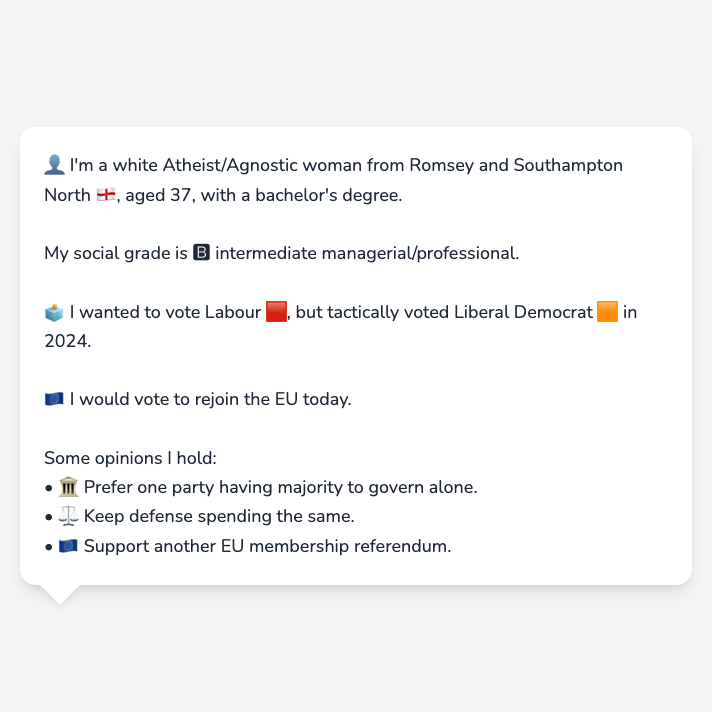 👤 I'm a white Atheist/Agnostic woman from Romsey and Southampton
North 🏴󠁧󠁢󠁥󠁮󠁧󠁿, aged 37, with a bachelor's degree.
My social grade is 🅱 intermediate managerial/professional.
🗳️ I wanted to vote Labour 🟥, but tactically voted Liberal Democrat 🟧 in
2024.
🇪🇺 I would vote to rejoin the EU today.
Some opinions I hold:
• 🏛️ Prefer one party having majority to govern alone.
• ⚖️ Keep defense spending the same.
• 🇪🇺 Support another EU membership referendum.